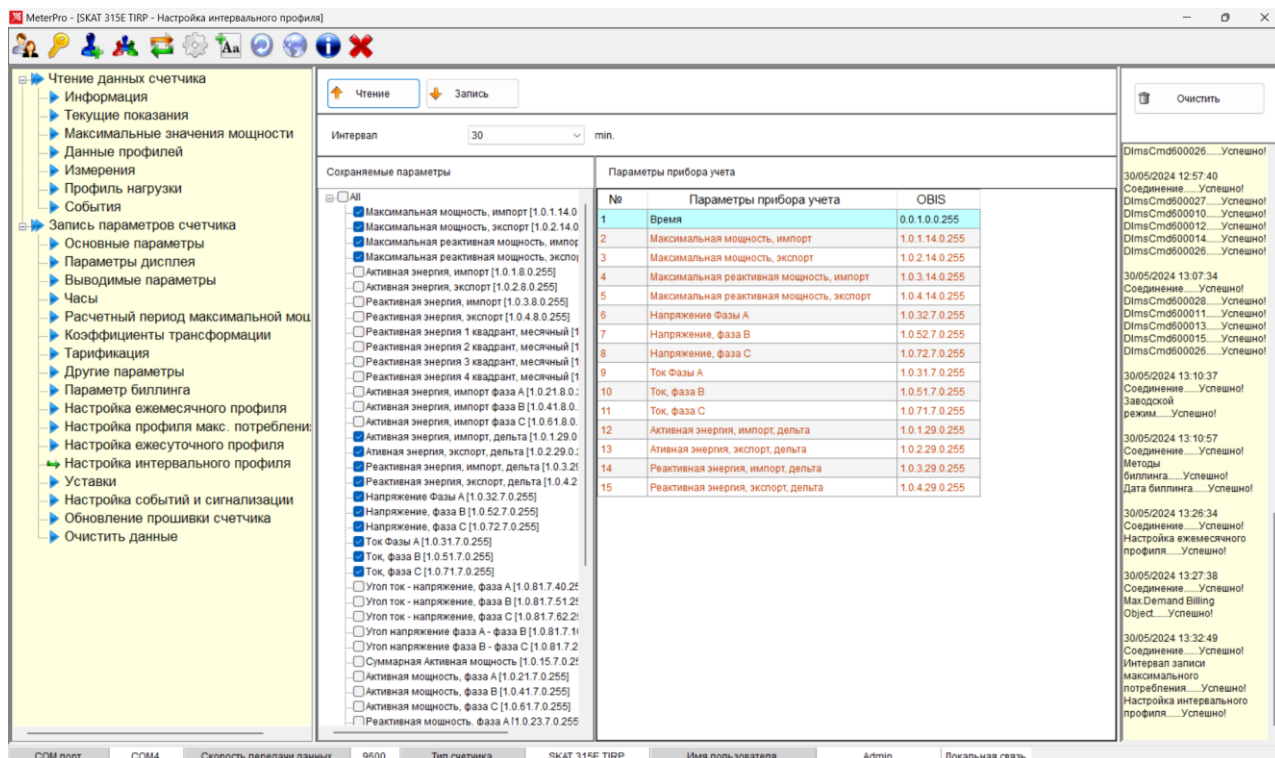 MeterPro - [SKAT 315E TIRP - Настройка интервального профиля]
Чтение данных счетчика
Информация
Текущие показания
Максимальные значения мощности
Данные профилей
Измерения
Профиль нагрузки
События
Запись параметров счетчика
Основные параметры
Параметры дисплея
Выводимые параметры
Часы
Расчетный период максимальной мощ
Коэффициенты трансформации
Тарификация
Другие параметры
Параметр биллинга
Настройка ежемесячного профиля
Настройка профиля макс. потреблени
Настройка ежесуточного профиля
Настройка интервального профиля
Уставки
Настройка событий и сигнализации
Обновление прошивки счетчика
Очистить данные
Чтение Запись
Интервал 30 min.
Сохраняемые параметры
All
Максимальная мощность, импорт [1.0.1.14.0
Максимальная мощность, экспорт [1.0.2.14.0
Максимальная реактивная мощность, импор
Максимальная реактивная мощность, экспо
Активная энергия, импорт [1.0.1.8.0.255]
Активная энергия, экспорт [1.0.2.8.0.255]
Реактивная энергия, импорт [1.0.3.8.0.255]
Реактивная энергия, экспорт [1.0.4.8.0.255]
Реактивная энергия 1 квадрант, месячный [1
Реактивная энергия 2 квадрант, месячный [1
Реактивная энергия 3 квадрант, месячный [1
Реактивная энергия 4 квадрант, месячный [1
Активная энергия, импорт фаза A [1.0.21.8.0.
Активная энергия, импорт фаза B [1.0.41.8.0.
Активная энергия, импорт фаза C [1.0.61.8.0.
Активная энергия, импорт, дельта [1.0.1.29.0
Ативная энергия, экспорт, дельта [1.0.2.29.0.
Реактивная энергия, импорт, дельта [1.0.3.29
Реактивная энергия, экспорт, дельта [1.0.4.2
Напряжение Фазы А [1.0.32.7.0.255]
Напряжение, фаза B [1.0.52.7.0.255]
Напряжение, фаза C [1.0.72.7.0.255]
Ток Фазы А [1.0.31.7.0.255]
Ток, фаза B [1.0.51.7.0.255]
Ток, фаза C [1.0.71.7.0.255]
Угол ток - напряжение, фаза A [1.0.81.7.40.25
Угол ток - напряжение, фаза B [1.0.81.7.51.25
Угол ток - напряжение, фаза C [1.0.81.7.62.2
Угол напряжение фаза A - фаза B [1.0.81.7.1
Угол напряжение фаза B - фаза C [1.0.81.7.2
Суммарная Активная мощность [1.0.15.7.0.25
Активная мощность, фаза A [1.0.21.7.0.255]
Активная мощность, фаза B [1.0.41.7.0.255]
Активная мощность, фаза C [1.0.61.7.0.255]
Реактивная мощность, фаза A [1.0.23.7.0.255
Параметры прибора учета
№ Параметры прибора учета OBIS
1 Время 0.0.1.0.0.255
2 Максимальная мощность, импорт 1.0.1.14.0.255
3 Максимальная мощность, экспорт 1.0.2.14.0.255
4 Максимальная реактивная мощность, импорт 1.0.3.14.0.255
5 Максимальная реактивная мощность, экспорт 1.0.4.14.0.255
6 Напряжение Фазы А 1.0.32.7.0.255
7 Напряжение, фаза B 1.0.52.7.0.255
8 Напряжение, фаза C 1.0.72.7.0.255
9 Ток Фазы А 1.0.31.7.0.255
10 Ток, фаза B 1.0.51.7.0.255
11 Ток, фаза C 1.0.71.7.0.255
12 Активная энергия, импорт, дельта 1.0.1.29.0.255
13 Ативная энергия, экспорт, дельта 1.0.2.29.0.255
14 Реактивная энергия, импорт, дельта 1.0.3.29.0.255
15 Реактивная энергия, экспорт, дельта 1.0.4.29.0.255
Очистить
DlmsCmd600026......Успешно!
30/05/2024 12:57:40
Соединение......Успешно!
DlmsCmd600027......Успешно!
DlmsCmd600010......Успешно!
DlmsCmd600012......Успешно!
DlmsCmd600014......Успешно!
DlmsCmd600026......Успешно!
30/05/2024 13:07:34
Соединение......Успешно!
DlmsCmd600028......Успешно!
DlmsCmd600011......Успешно!
DlmsCmd600013......Успешно!
DlmsCmd600015......Успешно!
DlmsCmd600026......Успешно!
30/05/2024 13:10:37
Соединение......Успешно!
Заводской
режим......Успешно!
30/05/2024 13:10:57
Соединение......Успешно!
Методы
биллинга......Успешно!
Дата биллинга......Успешно!
30/05/2024 13:26:34
Соединение......Успешно!
Настройка ежемесячного
профиля......Успешно!
30/05/2024 13:27:38
Соединение......Успешно!
Max.Demand Billing
Object......Успешно!
30/05/2024 13:32:49
Соединение......Успешно!
Интервал записи
максимального
потребления......Успешно!
Настройка интервального
профиля......Успешно!
COM порт COM4 Скорость передачи данных 9600 Тип счетчика SKAT 315E TIRP Имя пользователя Admin Локальная связь